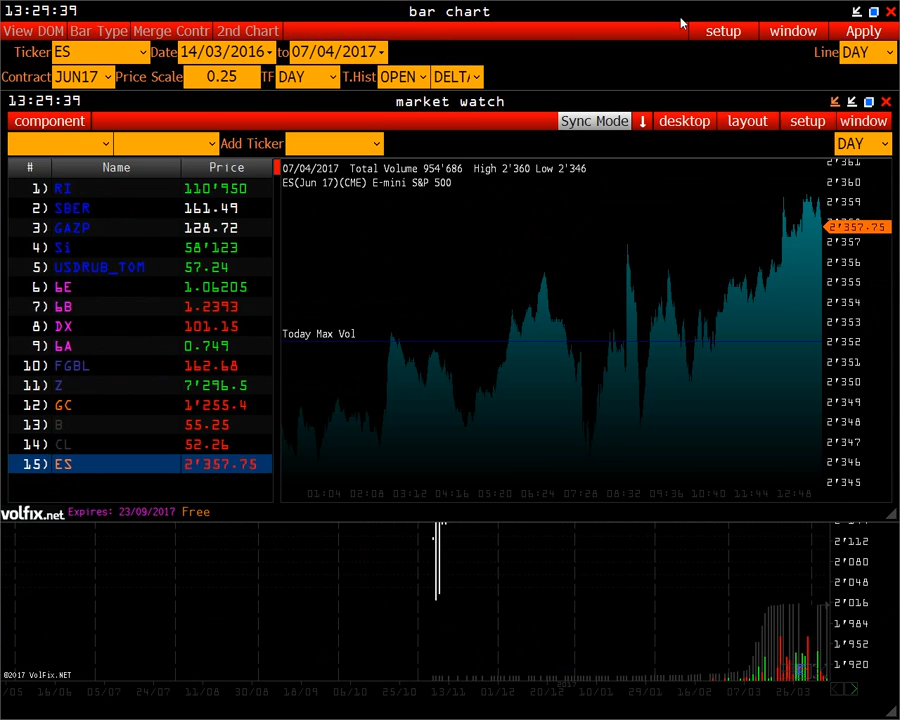 13:29:39 bar chart
View DOM Bar Type Merge Contr 2nd Chart setup window Apply
Ticker ES Date 14/03/2016 to 07/04/2017 Line DAY
Contract JUN17 Price Scale 0.25 TF DAY T.Hist OPEN DELT
13:29:39 market watch
component Sync Mode desktop layout setup window
Add Ticker DAY
# Name Price
1) RI 110'950
2) SBER 161.49
3) GAZP 128.72
4) Si 58'123
5) USDRUB_TOM 57.24
6) 6E 1.06205
7) 6B 1.2393
8) DX 101.15
9) 6A 0.749
10) FGBL 162.68
11) Z 7'296.5
12) GC 1'255.4
13) B 55.25
14) CL 52.26
15) ES 2'357.75
07/04/2017 Total Volume 954'686 High 2'360 Low 2'346
ES(Jun 17)(CME) E-mini S&P 500
Today Max Vol
2'361
2'360
2'359
2'357.75
2'357
2'356
2'355
2'354
2'353
2'352
2'351
2'350
2'349
2'348
2'347
2'346
2'345
01:04 02:08 03:12 04:16 05:20 06:24 07:28 08:32 09:36 10:40 11:44 12:48
volfix.net Expires: 23/09/2017 Free
2'112
2'080
2'048
2'016
1'984
1'952
1'920
©2017 VolFix.NET
/05 16/06 05/07 24/07 11/08 30/08 18/09 06/10 25/10 13/11 01/12 20/12 10/01 29/01 16/02 07/03 26/03
2017